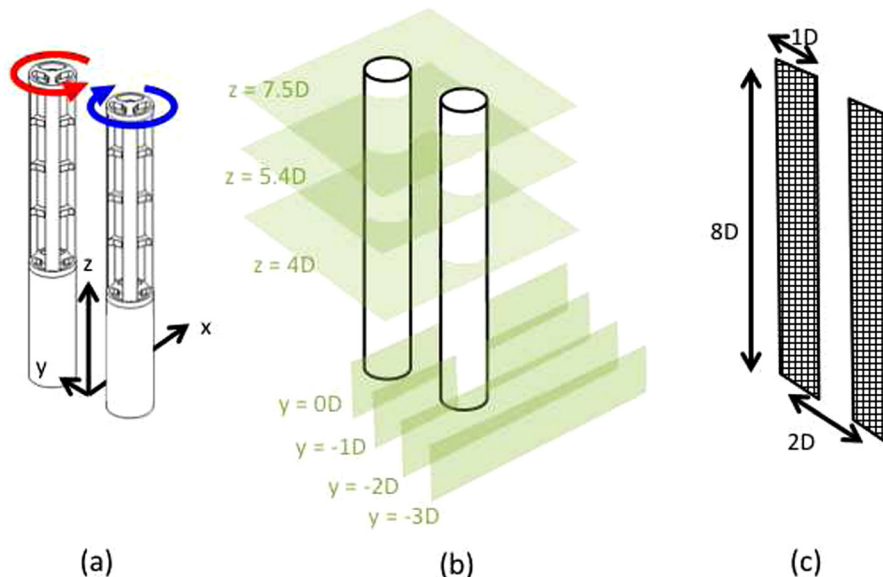 z
x
y
(a)
z = 7.5D
z = 5.4D
z = 4D
y = 0D
y = -1D
y = -2D
y = -3D
(b)
1D
8D
2D
(c)